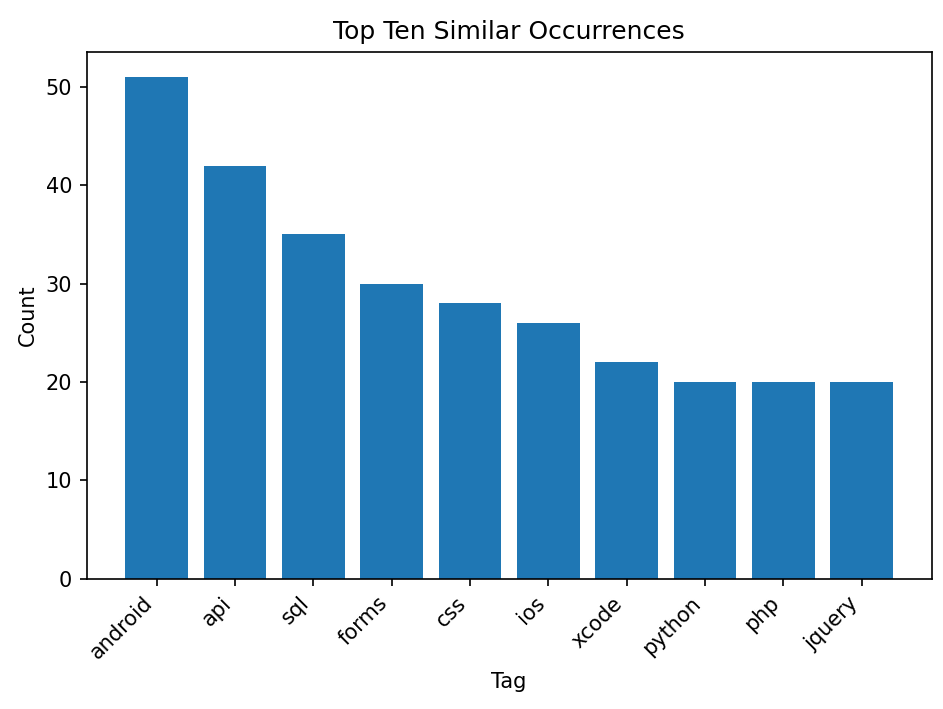 Top Ten Similar Occurrences
Count
50
40
30
20
10
0
android
api
sql
forms
css
ios
xcode
python
php
jquery
Tag